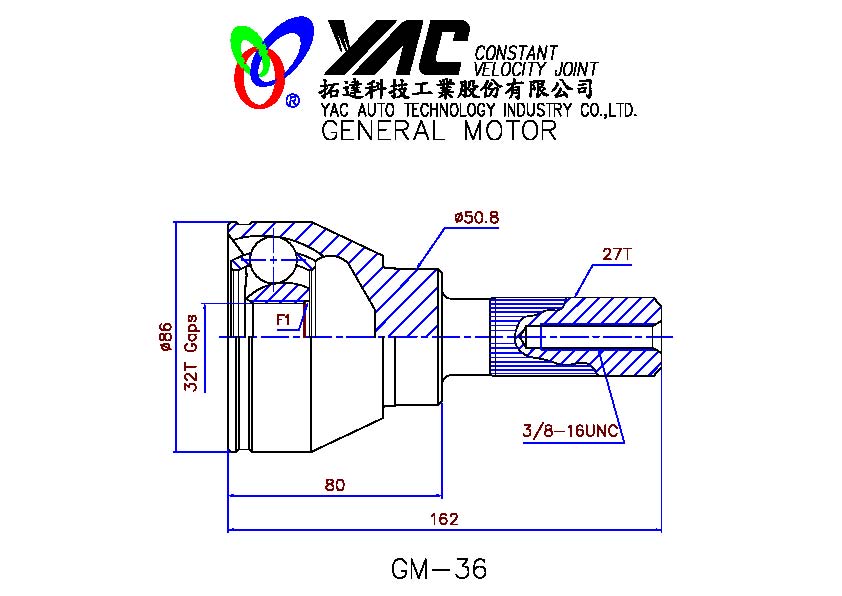 YAC CONSTANT
VELOCITY JOINT
拓達科技工業股份有限公司
YAC AUTO TECHNOLOGY INDUSTRY CO.,LTD.
GENERAL MOTOR
®
ø50.8
27T
ø86
32T Gaps
F1
3/8-16UNC
80
162
GM-36